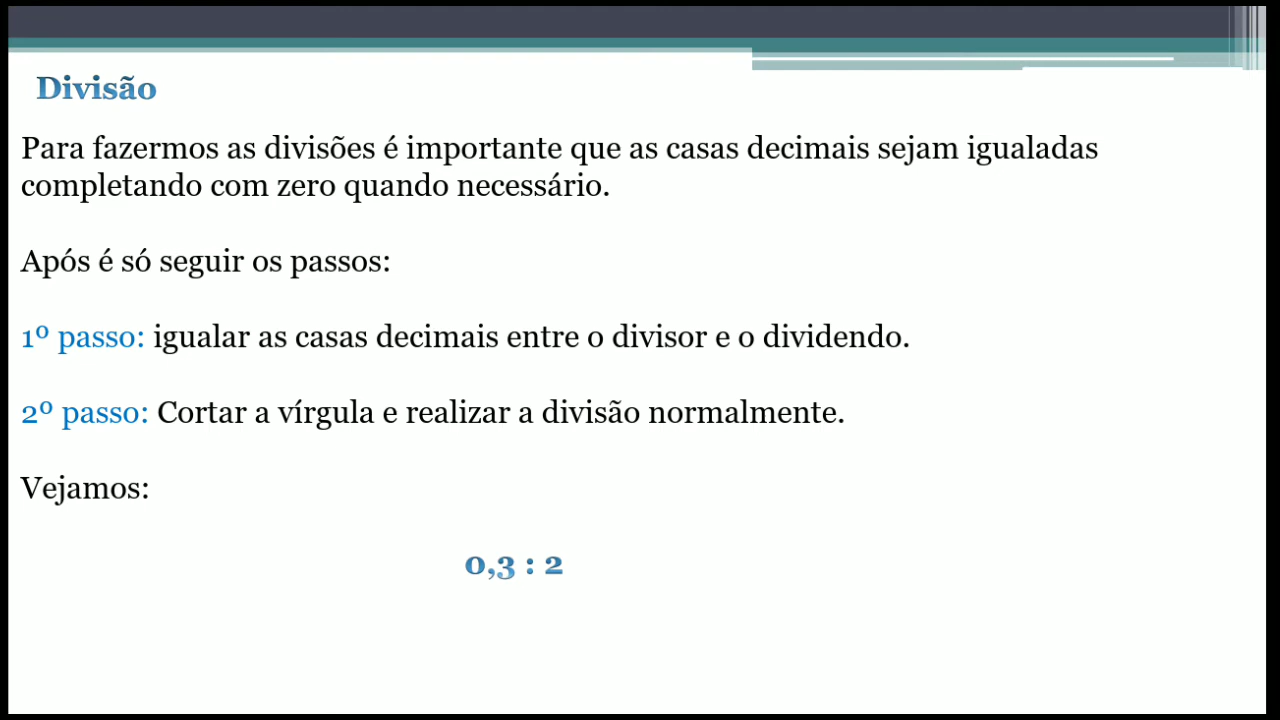 Divisão
Para fazermos as divisões é importante que as casas decimais sejam igualadas
completando com zero quando necessário.
Após é só seguir os passos:
1º passo: igualar as casas decimais entre o divisor e o dividendo.
2º passo: Cortar a vírgula e realizar a divisão normalmente.
Vejamos:
0,3 : 2